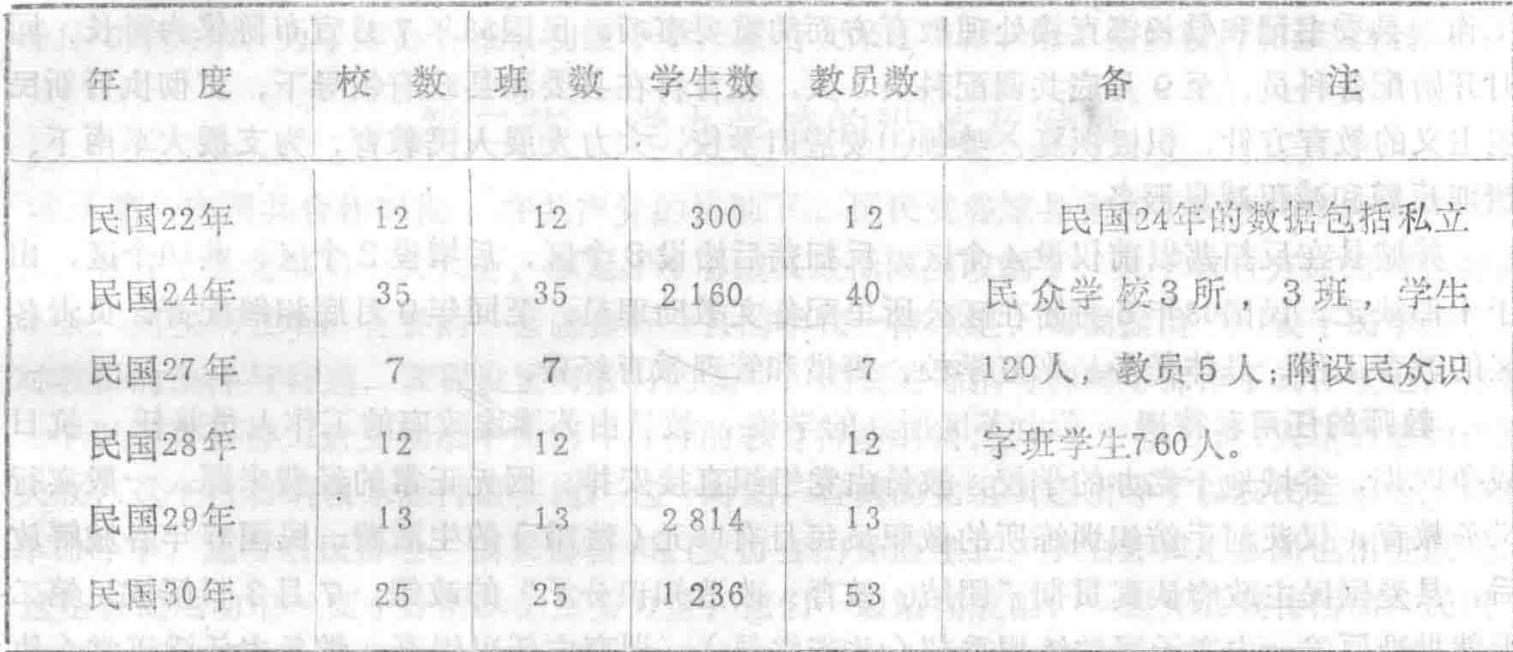 年 度 校 数 班 数 学生数 教员数 备 注
民国22年 12 12 300 12 民国24年的数据包括私立
民国24年 35 35 2160 40 民众学校3所，3班，学生
民国27年 7 7 7 120人，教员5人；附设民众识
民国28年 12 12 12 字班学生760人。
民国29年 13 13 2814 13
民国30年 25 25 1236 53